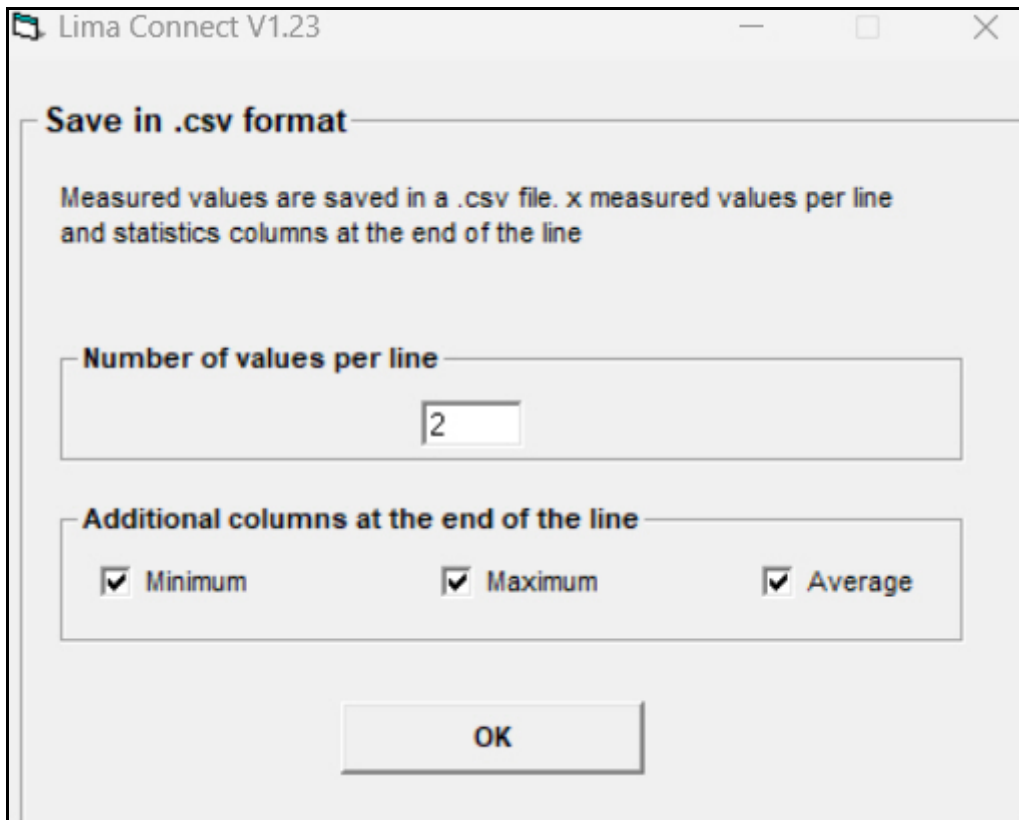 Lima Connect V1.23
Save in .csv format
Measured values are saved in a .csv file. x measured values per line
and statistics columns at the end of the line
Number of values per line
2
Additional columns at the end of the line
Minimum Maximum Average
OK